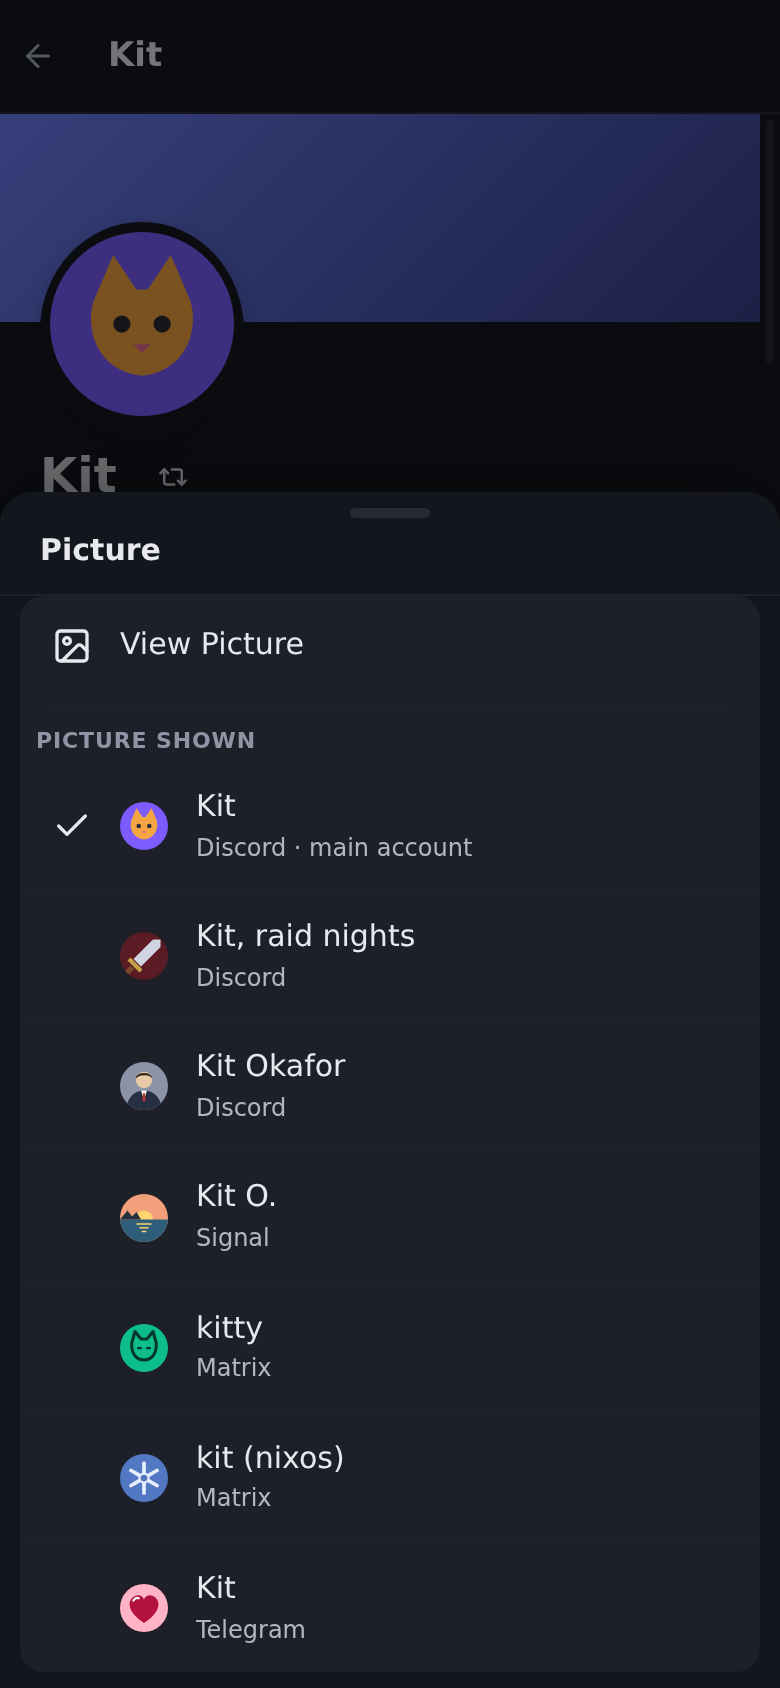 Kit
Kit
Picture
View Picture
PICTURE SHOWN
Kit
Discord · main account
Kit, raid nights
Discord
Kit Okafor
Discord
Kit O.
Signal
kitty
Matrix
kit (nixos)
Matrix
Kit
Telegram